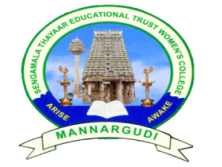 SENGAMALA THAYAAR EDUCATIONAL TRUST WOMEN'S COLLEGE
ARISE
AWAKE
MANNARGUDI